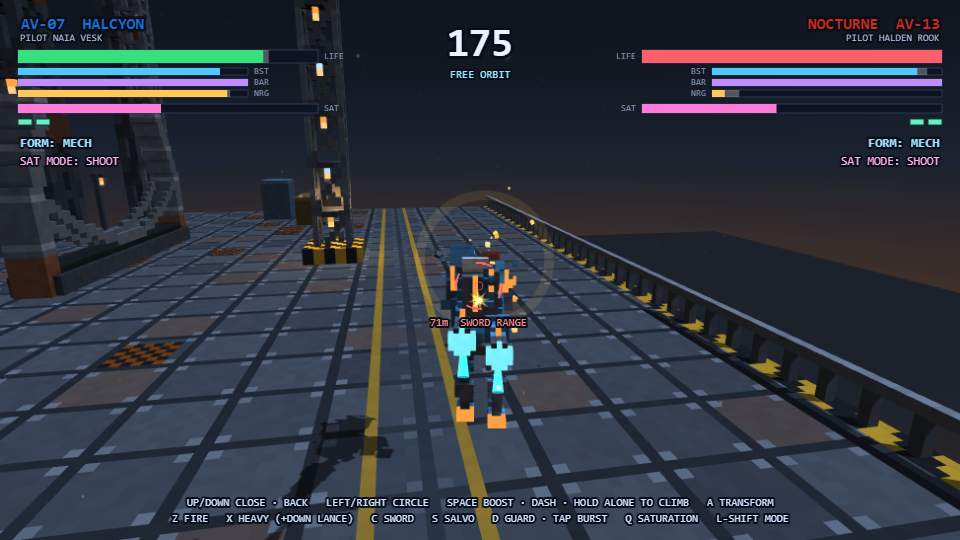 AV-07 HALCYON
PILOT NAIA VESK
LIFE
BST
BAR
NRG
SAT
FORM: MECH
SAT MODE: SHOOT
175
FREE ORBIT
NOCTURNE AV-13
PILOT HALDEN ROOK
LIFE
BST
BAR
NRG
SAT
FORM: MECH
SAT MODE: SHOOT
71m SWORD RANGE
UP/DOWN CLOSE · BACK LEFT/RIGHT CIRCLE SPACE BOOST · DASH · HOLD ALONE TO CLIMB A TRANSFORM
Z FIRE X HEAVY (+DOWN LANCE) C SWORD S SALVO D GUARD · TAP BURST Q SATURATION L-SHIFT MODE